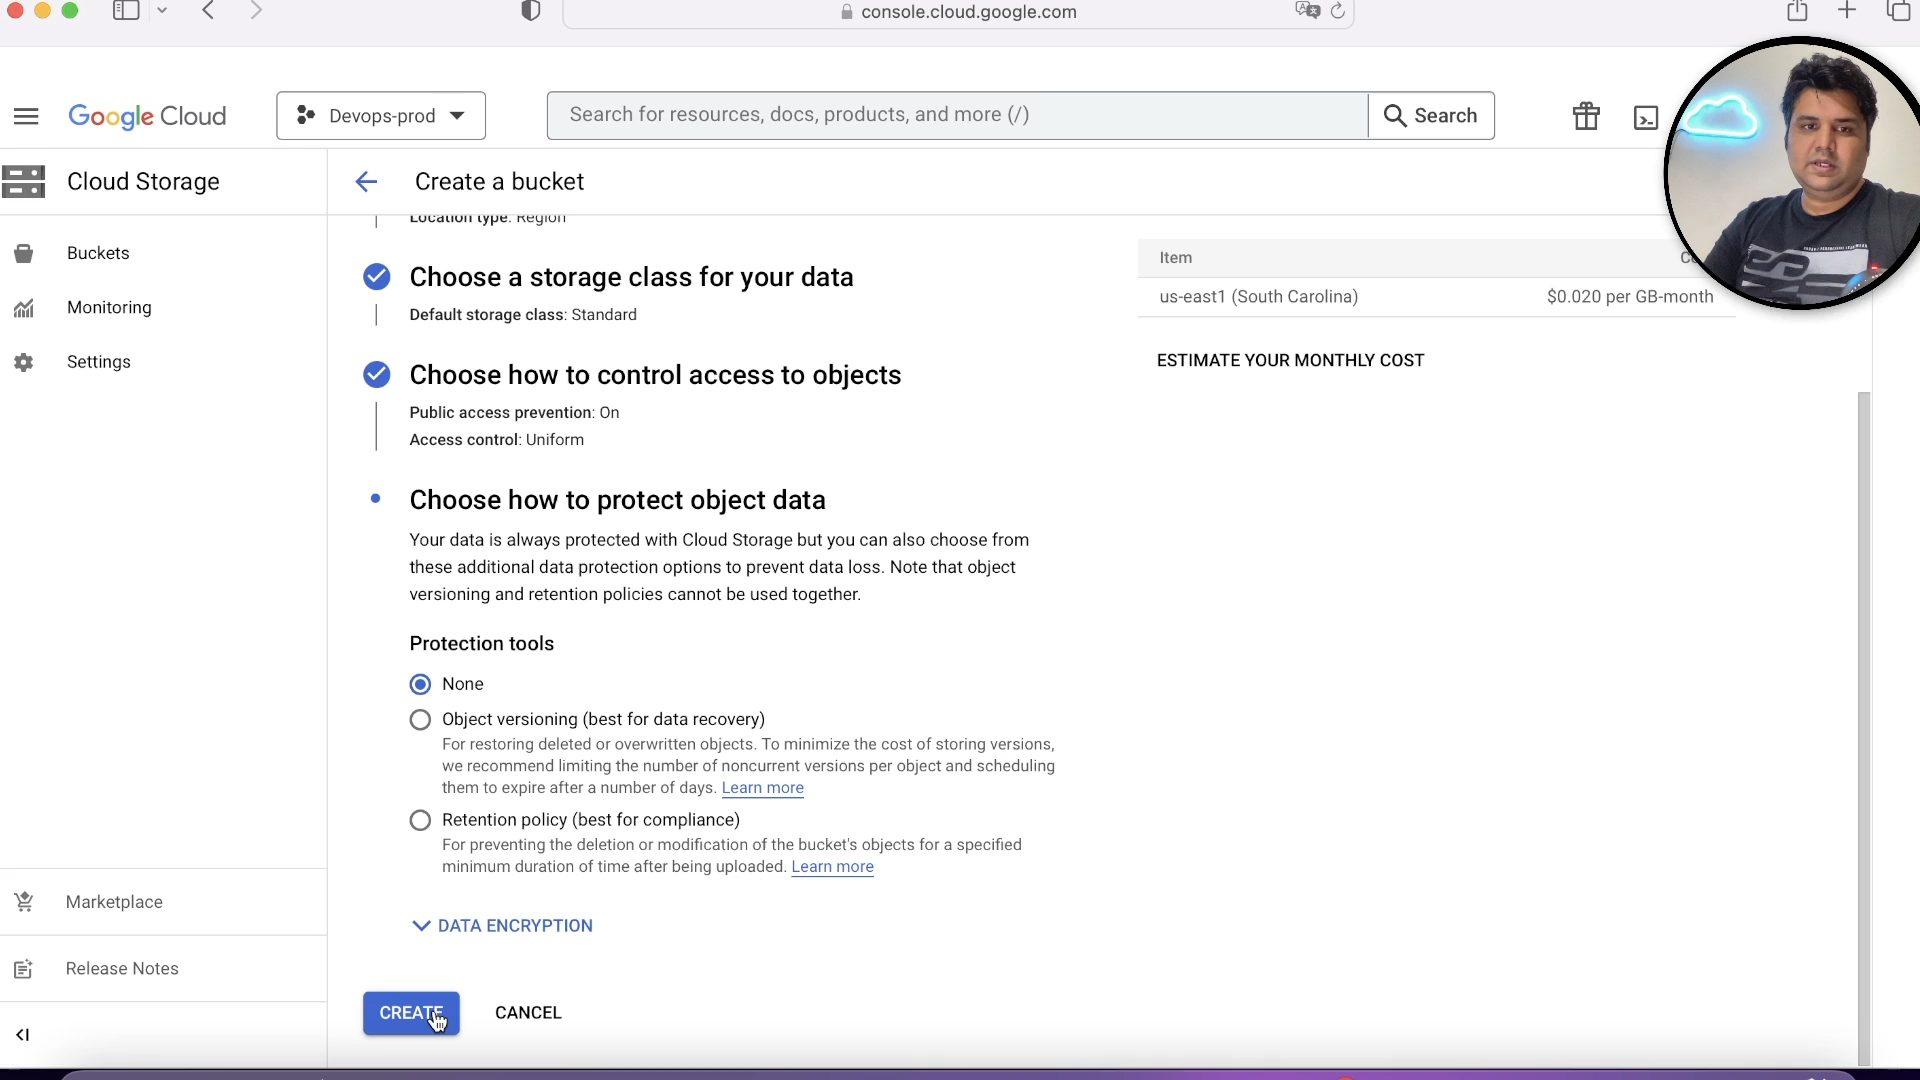 console.cloud.google.com
Google Cloud
Devops-prod
Search for resources, docs, products, and more (/)
Search
Cloud Storage
Create a bucket
Buckets
Monitoring
Settings
Marketplace
Release Notes
Location type: Region
Choose a storage class for your data
Default storage class: Standard
Choose how to control access to objects
Public access prevention: On
Access control: Uniform
Choose how to protect object data
Your data is always protected with Cloud Storage but you can also choose from
these additional data protection options to prevent data loss. Note that object
versioning and retention policies cannot be used together.
Protection tools
None
Object versioning (best for data recovery)
For restoring deleted or overwritten objects. To minimize the cost of storing versions,
we recommend limiting the number of noncurrent versions per object and scheduling
them to expire after a number of days. Learn more
Retention policy (best for compliance)
For preventing the deletion or modification of the bucket's objects for a specified
minimum duration of time after being uploaded. Learn more
DATA ENCRYPTION
CREATE
CANCEL
Item
us-east1 (South Carolina) $0.020 per GB-month
ESTIMATE YOUR MONTHLY COST